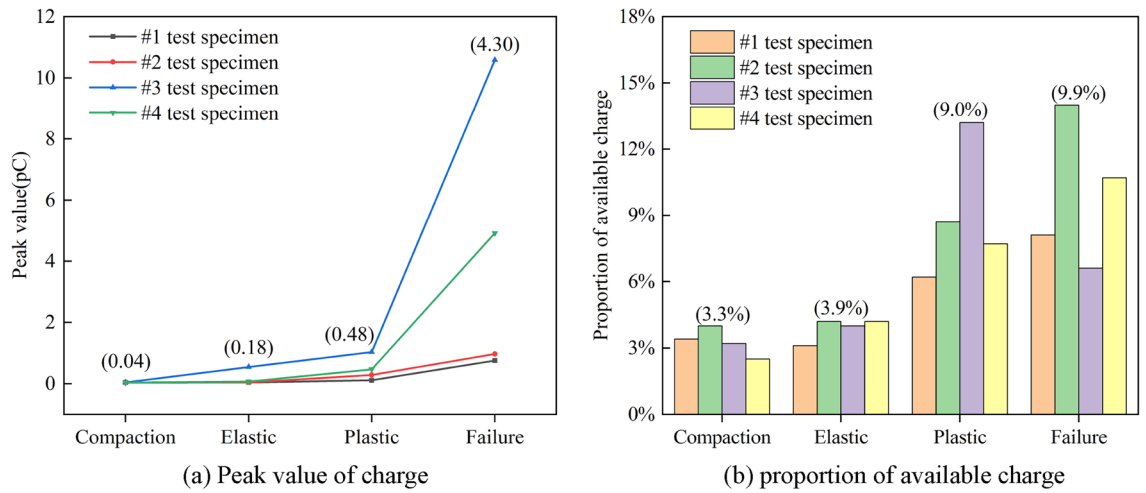 12
10
8
6
4
2
0
Peak value(pC)
#1 test specimen
#2 test specimen
#3 test specimen
#4 test specimen
(0.04)
(0.18)
(0.48)
(4.30)
Compaction
Elastic
Plastic
Failure
(a) Peak value of charge
18%
15%
12%
9%
6%
3%
0%
Proportion of available charge
#1 test specimen
#2 test specimen
#3 test specimen
#4 test specimen
(3.3%)
(3.9%)
(9.0%)
(9.9%)
Compaction
Elastic
Plastic
Failure
(b) proportion of available charge